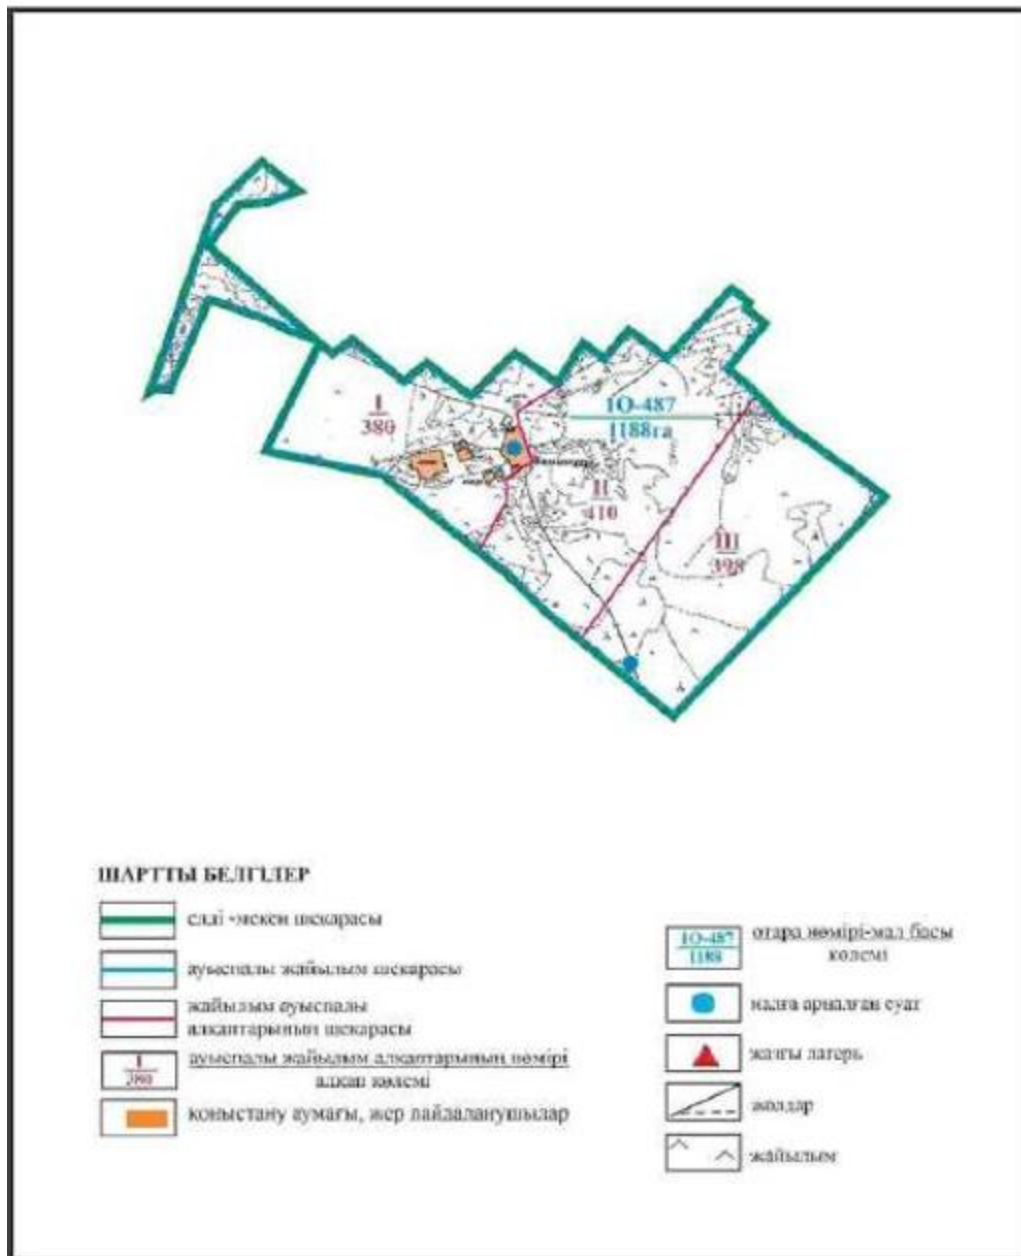 I
380
1О-487
1188га
II
410
III
398
ШАРТТЫ БЕЛГІЛЕР
елді -мекен шекарасы
ауыспалы жайылым шекарасы
жайылым ауыспалы
алқаптарының шекарасы
I
380
ауыспалы жайылым алқаптарының нөмірі
алқап көлемі
қоныстану аумағы, жер пайдаланушылар
1О-487
1188
отара нөмірі-мал басы
көлемі
малға арналған суат
жазғы лагерь
жолдар
жайылым